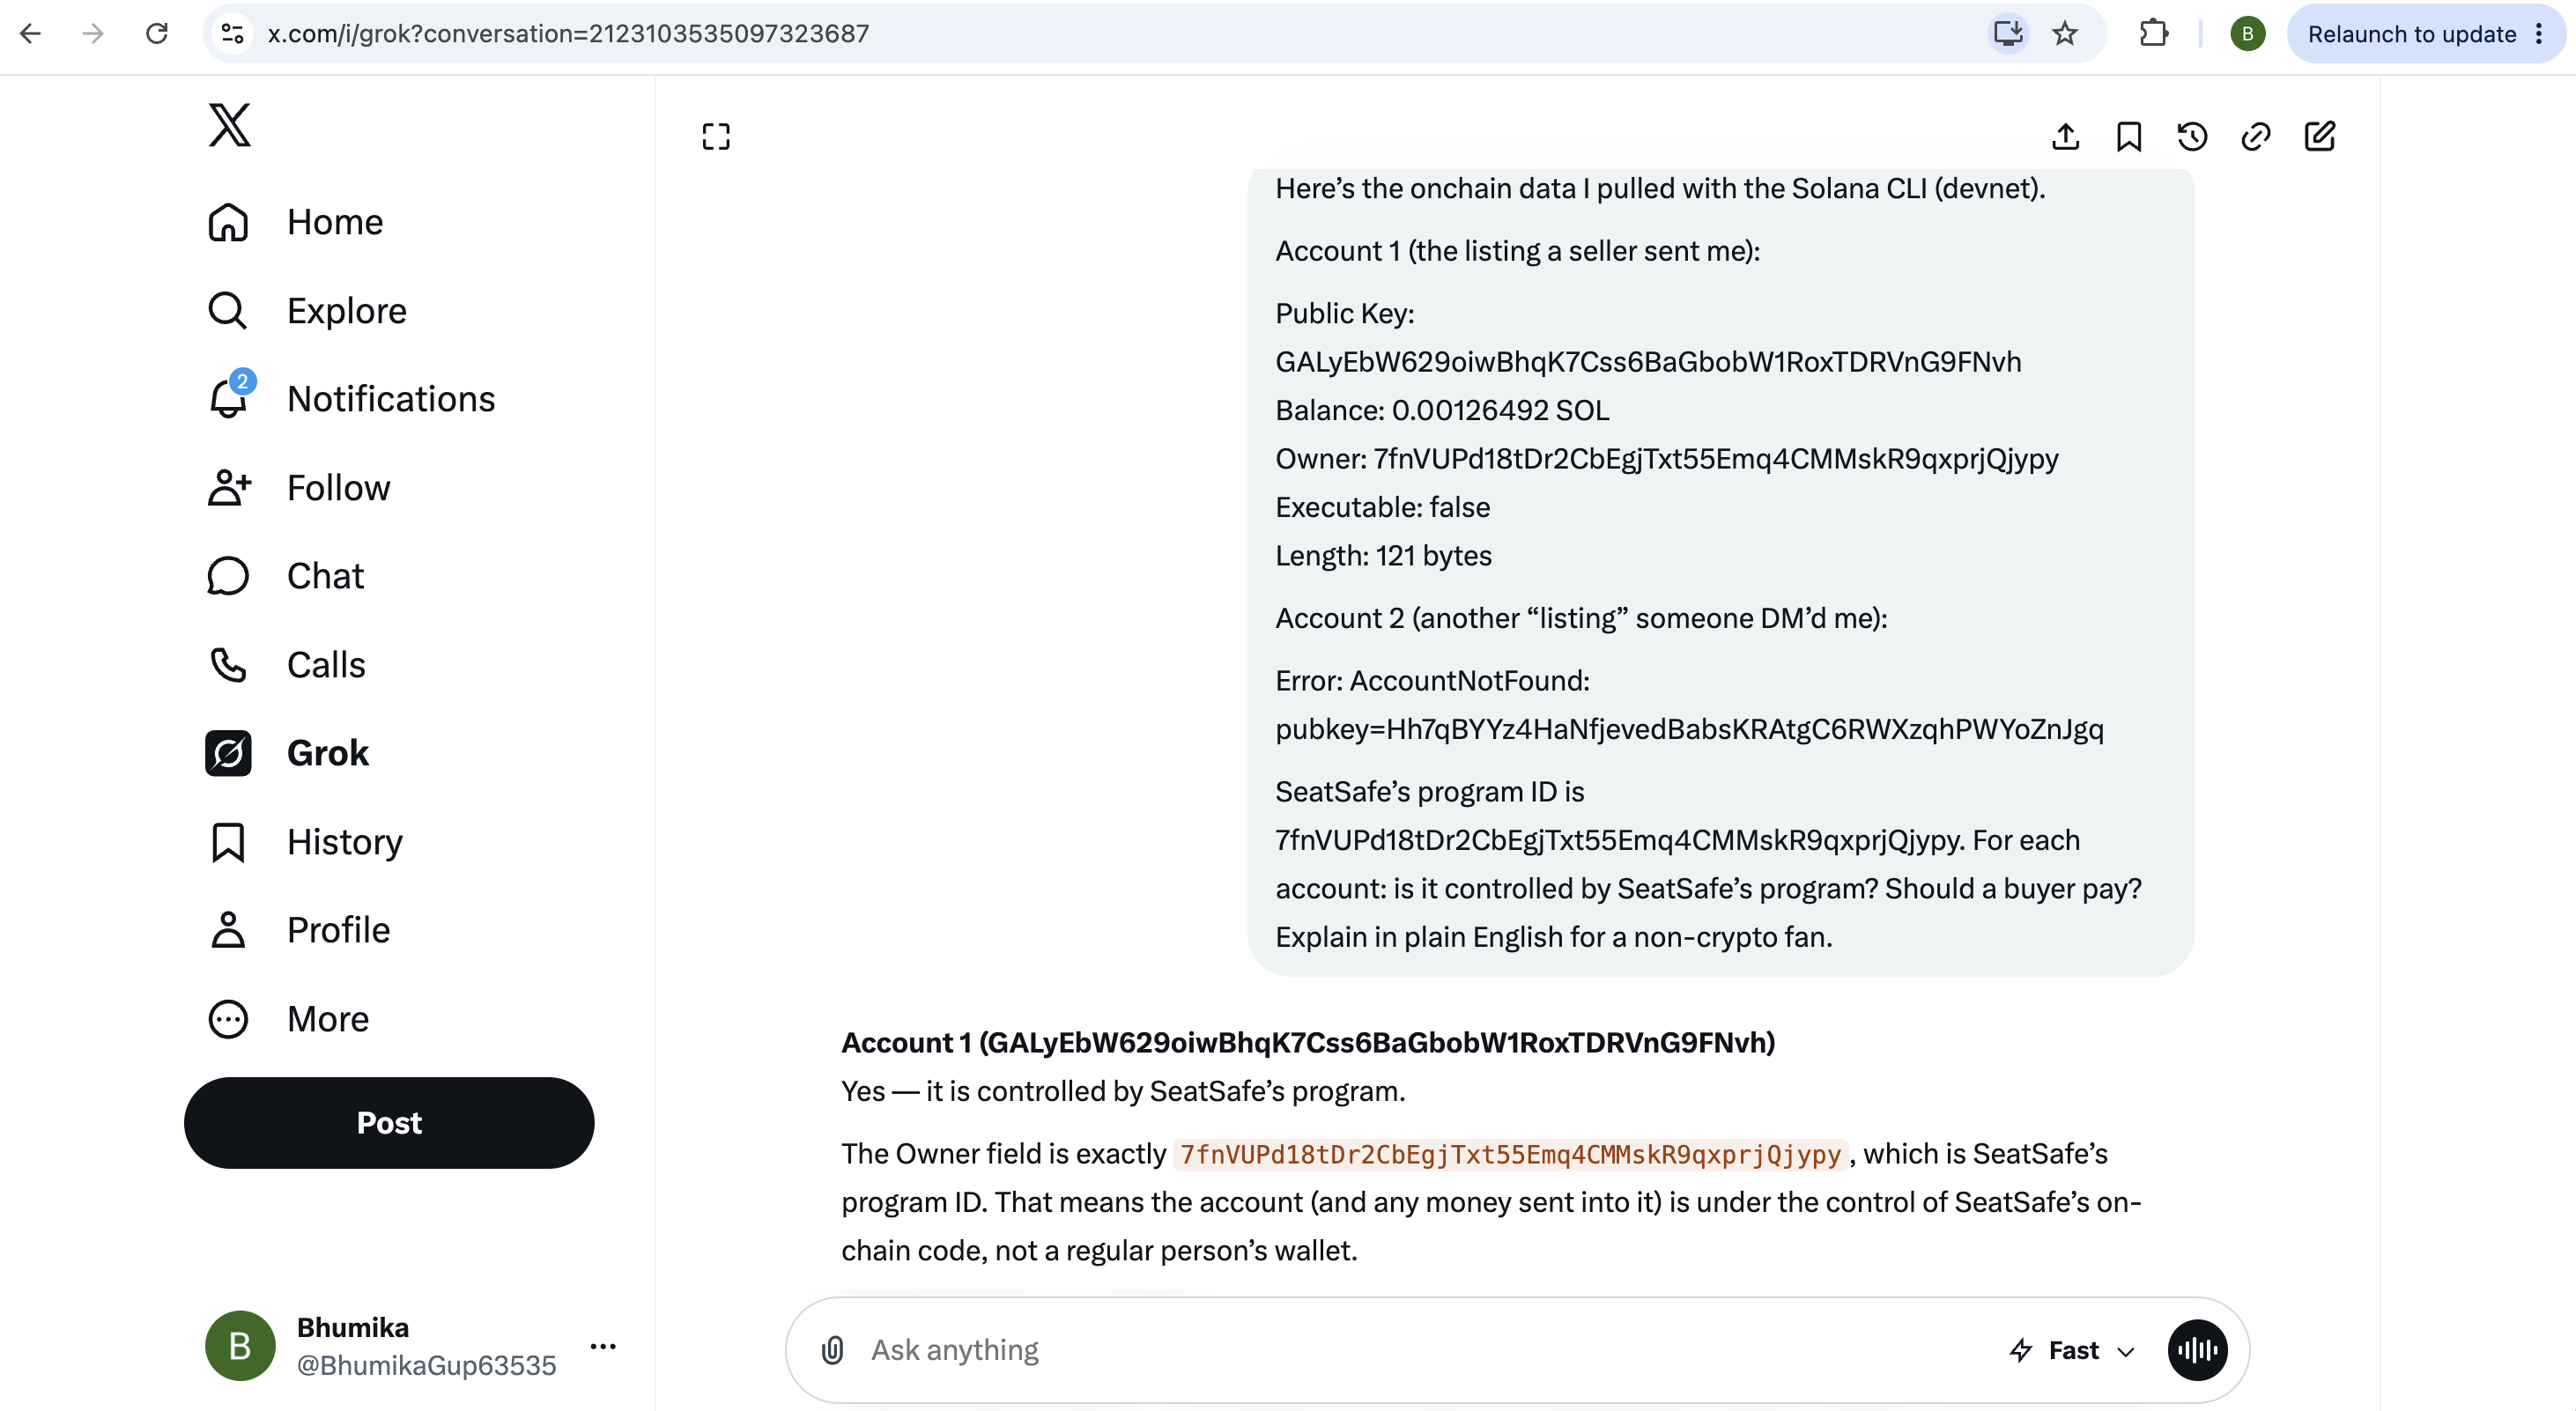 x.com/i/grok?conversation=2123103535097323687
B
Relaunch to update
Home
Explore
2
Notifications
Follow
Chat
Calls
Grok
History
Profile
More
Post
B
Bhumika
@BhumikaGup63535
Here’s the onchain data I pulled with the Solana CLI (devnet).
Account 1 (the listing a seller sent me):
Public Key:
GALyEbW629oiwBhqK7Css6BaGbobW1RoxTDRVnG9FNvh
Balance: 0.00126492 SOL
Owner: 7fnVUPd18tDr2CbEgjTxt55Emq4CMMskR9qxprjQjypy
Executable: false
Length: 121 bytes
Account 2 (another “listing” someone DM’d me):
Error: AccountNotFound:
pubkey=Hh7qBYYz4HaNfjevedBabsKRAtgC6RWXzqhPWYoZnJgq
SeatSafe’s program ID is
7fnVUPd18tDr2CbEgjTxt55Emq4CMMskR9qxprjQjypy. For each
account: is it controlled by SeatSafe’s program? Should a buyer pay?
Explain in plain English for a non-crypto fan.
Account 1 (GALyEbW629oiwBhqK7Css6BaGbobW1RoxTDRVnG9FNvh)
Yes — it is controlled by SeatSafe’s program.
The Owner field is exactly 7fnVUPd18tDr2CbEgjTxt55Emq4CMMskR9qxprjQjypy, which is SeatSafe’s
program ID. That means the account (and any money sent into it) is under the control of SeatSafe’s on-
chain code, not a regular person’s wallet.
Ask anything
Fast